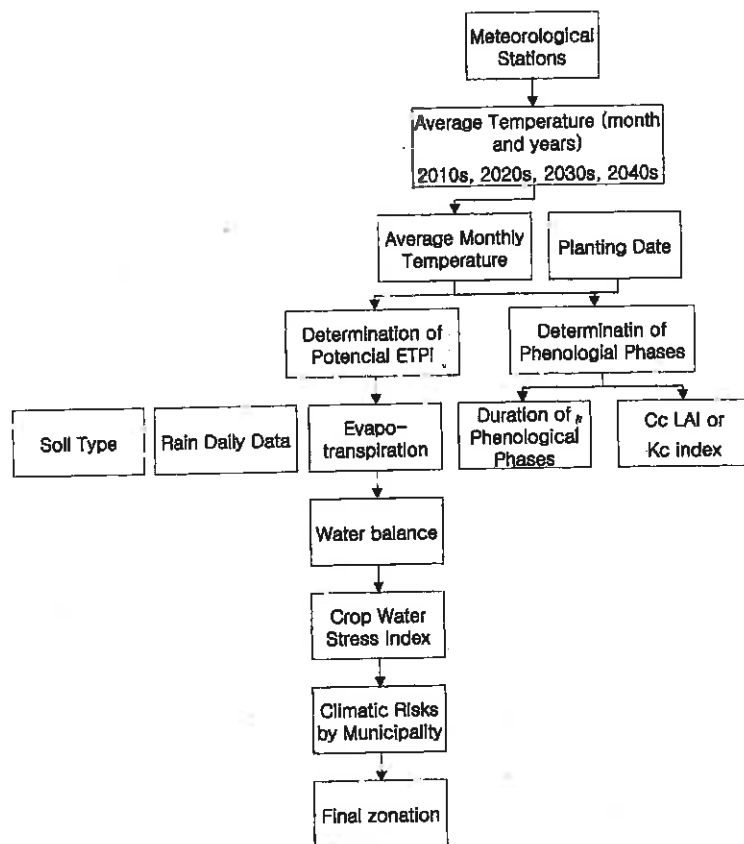 Meteorological
Stations
Average Temperature (month
and years)
2010s, 2020s, 2030s, 2040s
Average Monthly
Temperature
Planting Date
Determination of
Potencial ETPI
Determinatin of
Phenologial Phases
Soil Type
Rain Daily Data
Evapo-
transpiration
Duration of
Phenological
Phases
Cc LAI or
Kc index
Water balance
Crop Water
Stress Index
Climatic Risks
by Municipality
Final zonation